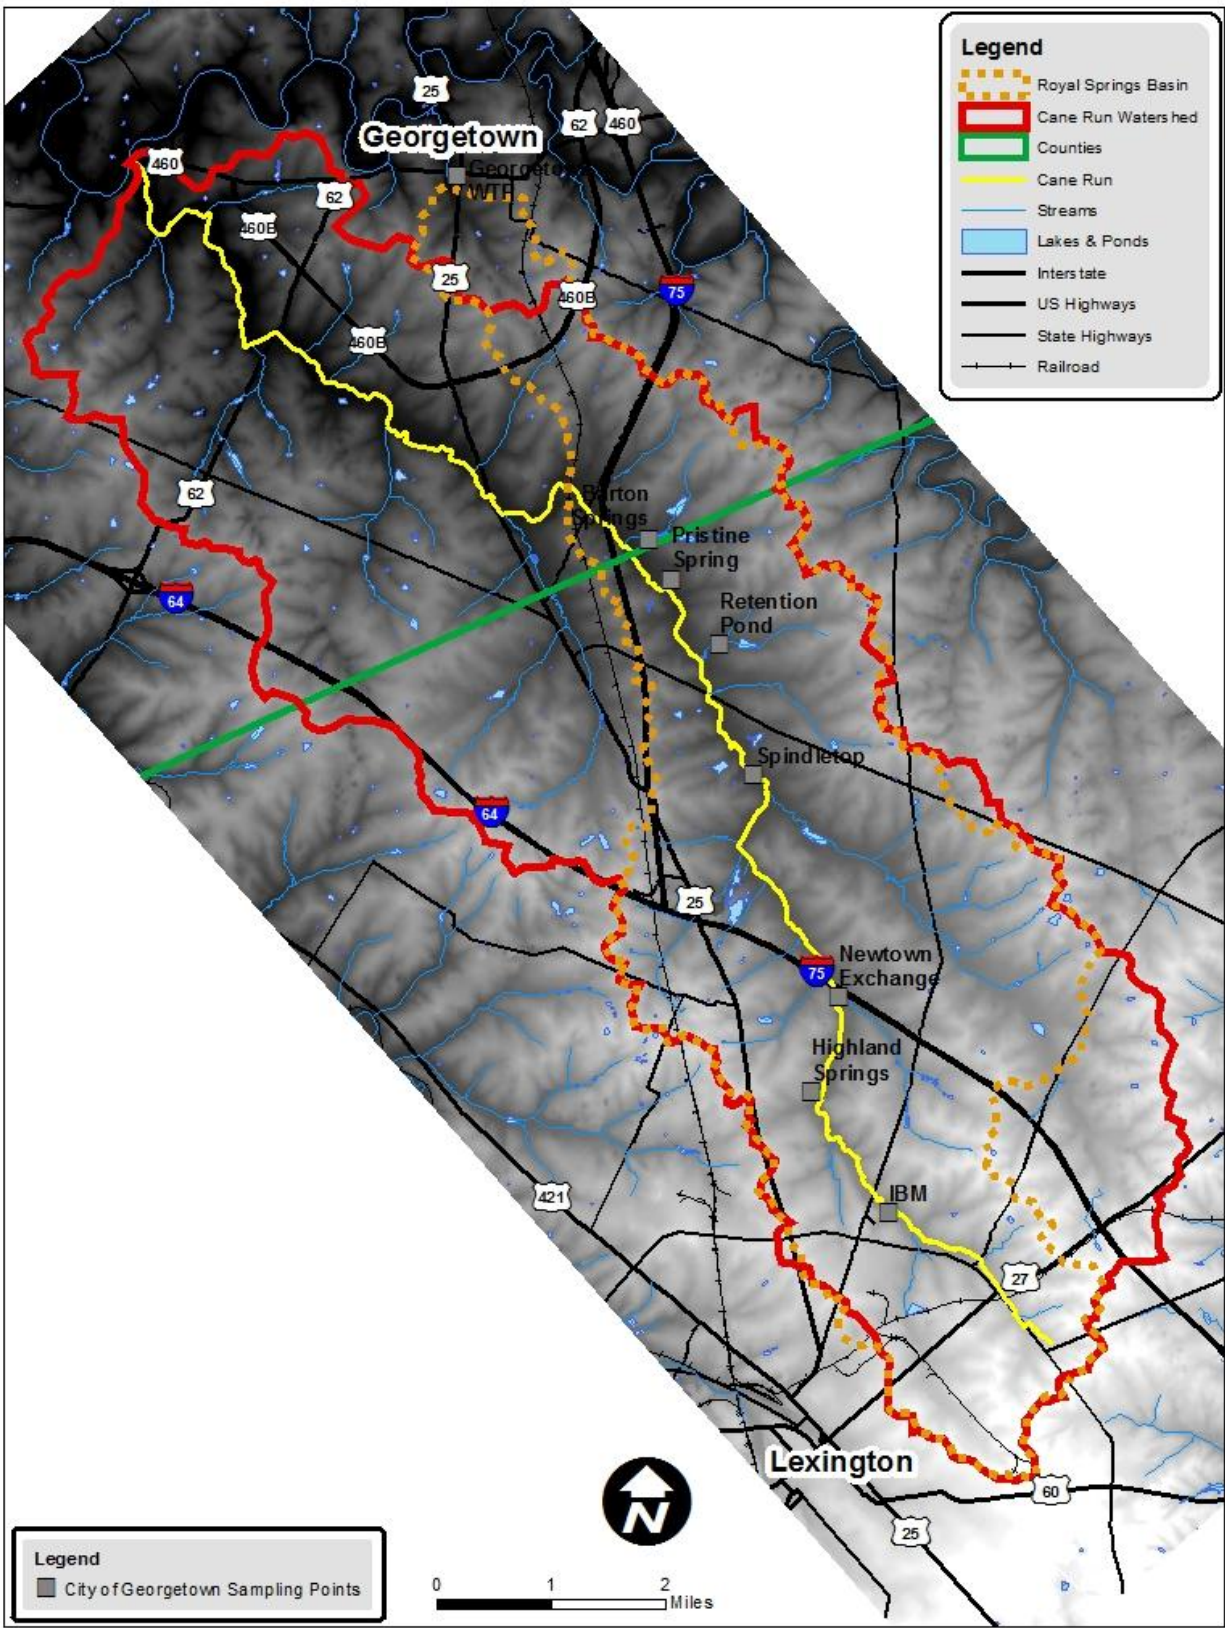 Legend
Royal Springs Basin
Cane Run Watershed
Counties
Cane Run
Streams
Lakes & Ponds
Interstate
US Highways
State Highways
Railroad
25
62
460
Georgetown
460
Georgetown
WTP
62
460B
25
75
460B
460B
62
Barton
Springs
Pristine
Spring
64
Retention
Pond
Spindletop
64
25
Newtown
75
Exchange
Highland
Springs
421
IBM
27
Lexington
60
N
25
Legend
City of Georgetown Sampling Points
0
1
2
Miles